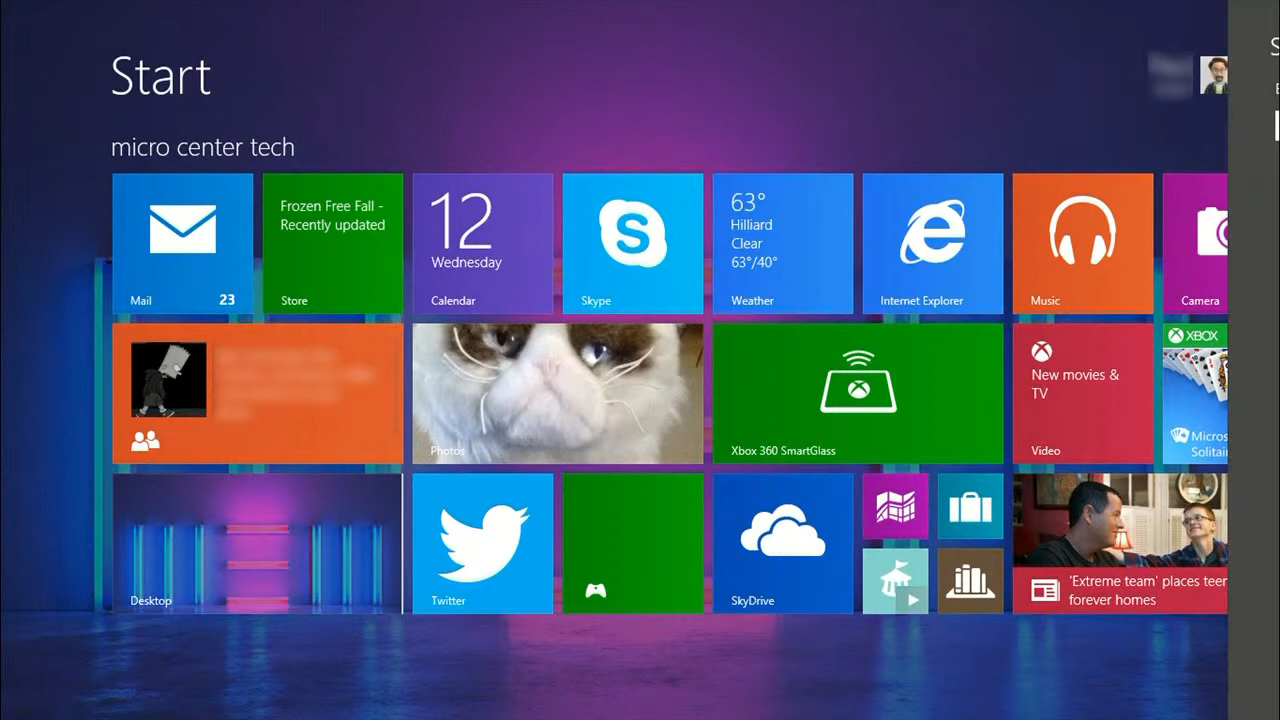 Start
micro center tech
Mail 23
Frozen Free Fall -
Recently updated
Store
12
Wednesday
Calendar
S
Skype
63°
Hilliard
Clear
63°/40°
Weather
Internet Explorer
Music
Camera
Photos
Xbox 360 SmartGlass
New movies &
TV
Video
XBOX
Micros
Solitai
Desktop
Twitter
SkyDrive
'Extreme team' places teen
forever homes